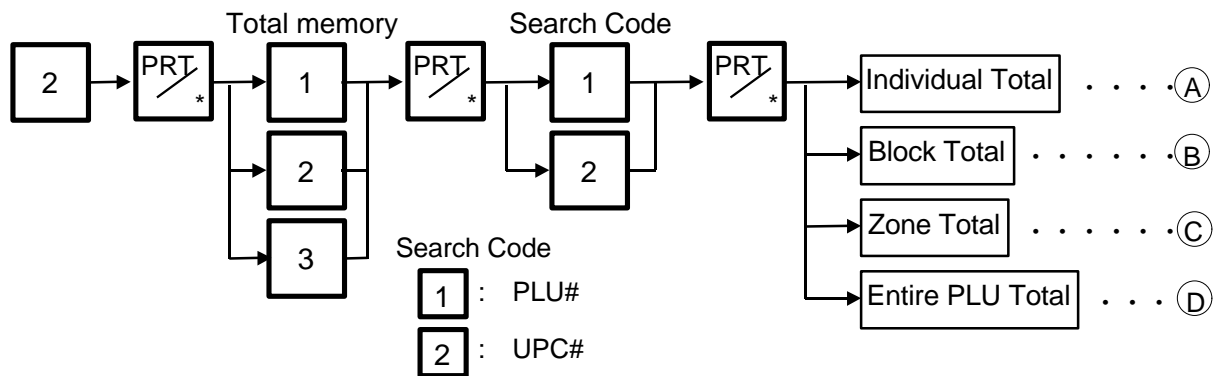 Total memory
Search Code
2
PRT
*
1
PRT
*
1
PRT
*
Individual Total
· · · · A
2
2
Block Total
· · · · · · B
3
Zone Total
· · · · · · C
Search Code
Entire PLU Total
· · · D
1 : PLU#
2 : UPC#